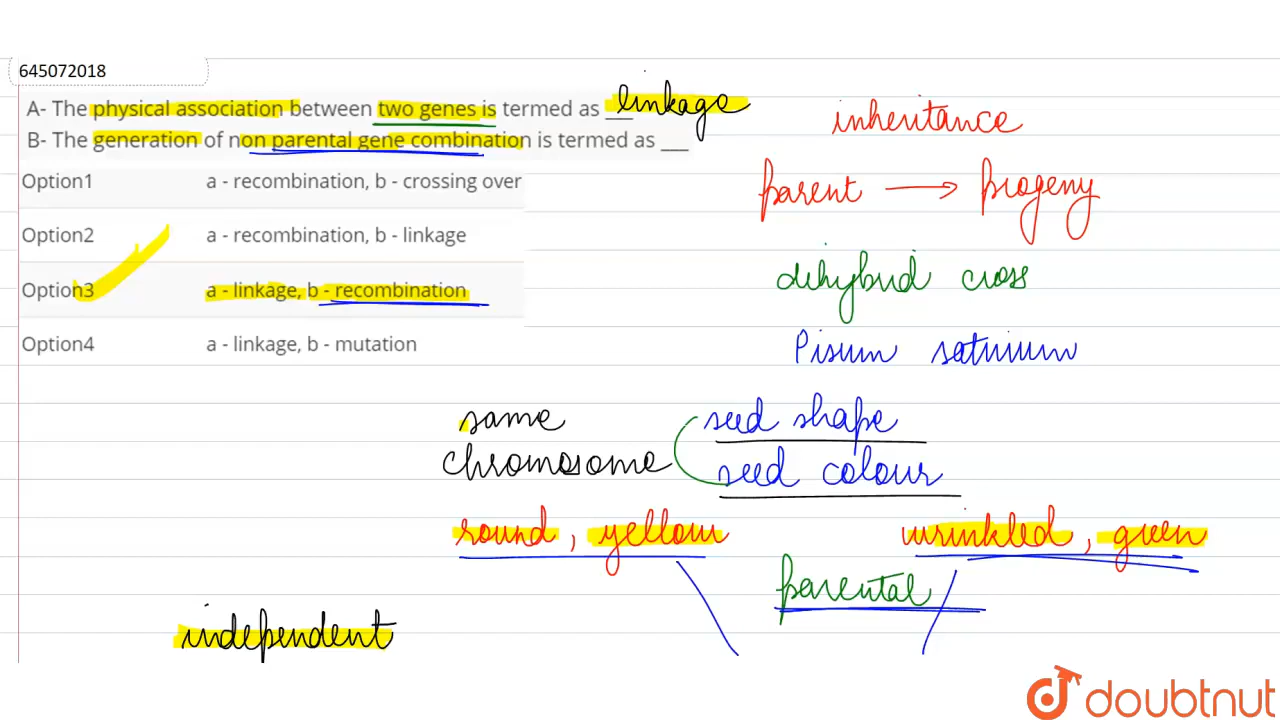 645072018
A- The physical association between two genes is termed as ___ linkage
B- The generation of non parental gene combination is termed as ___
Option1 a - recombination, b - crossing over
Option2 a - recombination, b - linkage
Option3 a - linkage, b - recombination
Option4 a - linkage, b - mutation
inheritance
parent → progeny
dihybrid cross
Pisum sativum
same
chromosome
seed shape
seed colour
round, yellow
wrinkled, green
parental
independent
doubtnut